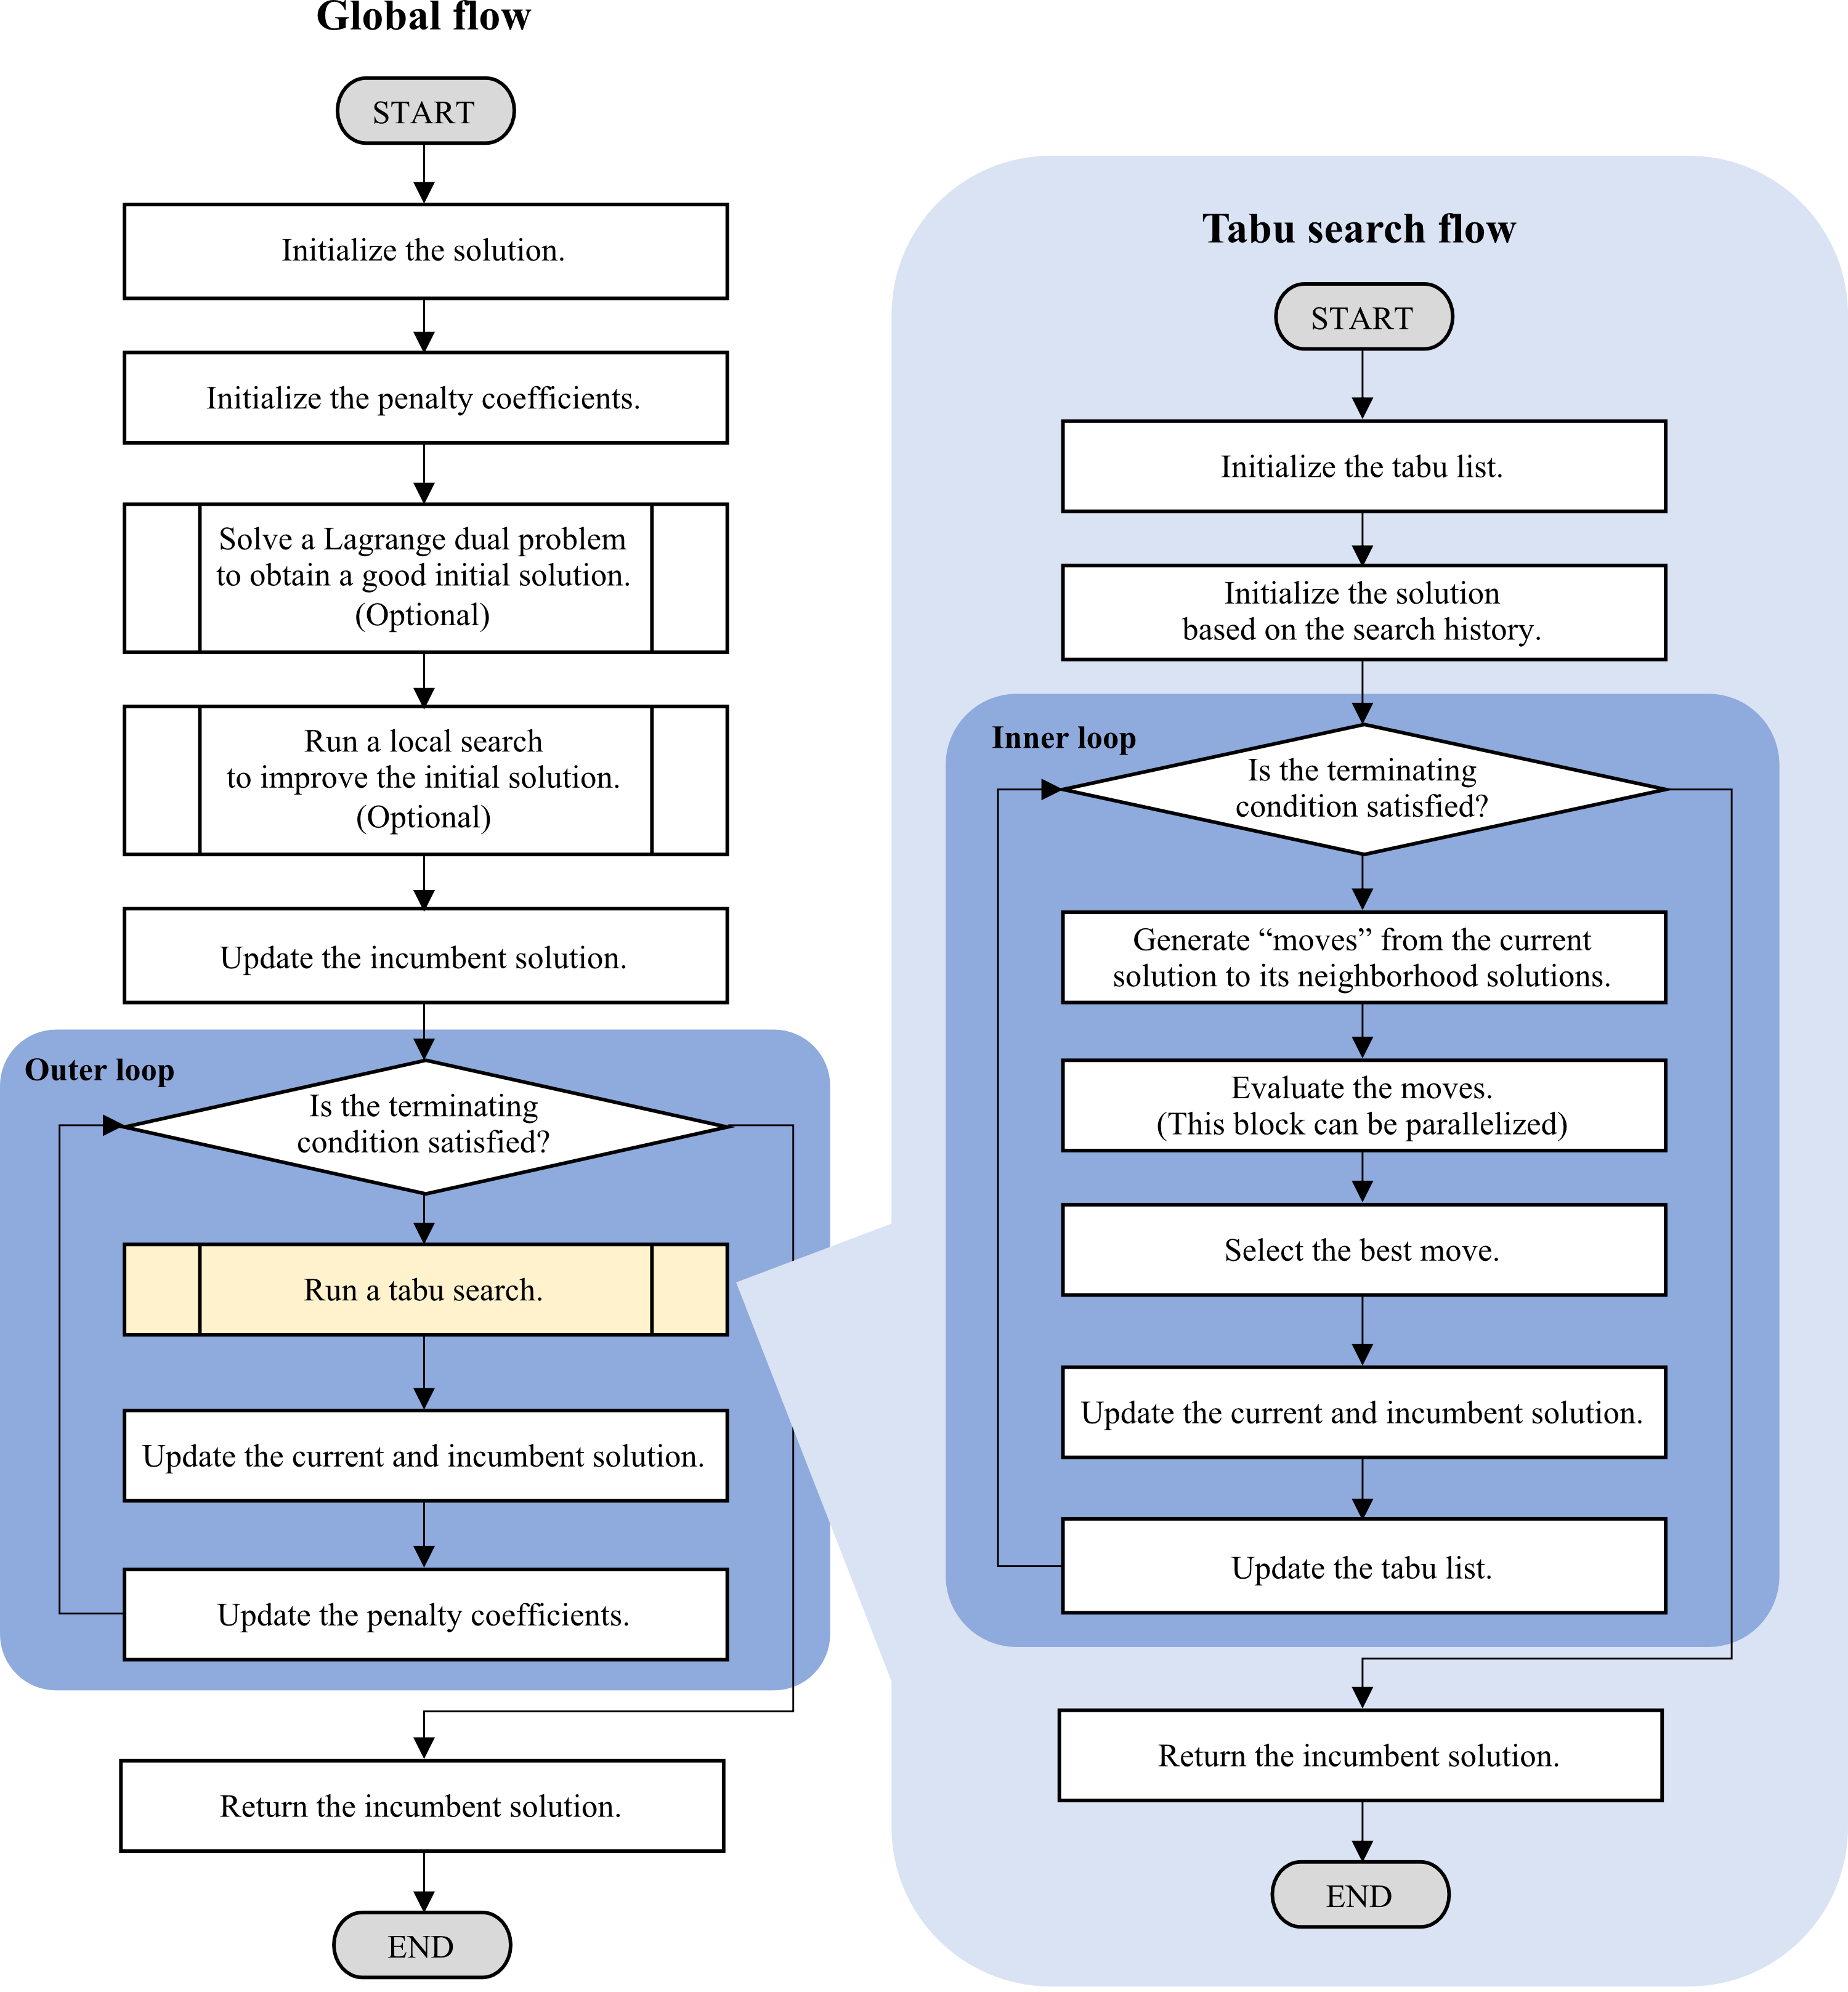 Global flow
START
Initialize the solution.
Initialize the penalty coefficients.
Solve a Lagrange dual problem
to obtain a good initial solution.
(Optional)
Run a local search
to improve the initial solution.
(Optional)
Update the incumbent solution.
Outer loop
Is the terminating
condition satisfied?
Run a tabu search.
Update the current and incumbent solution.
Update the penalty coefficients.
Return the incumbent solution.
END
Tabu search flow
START
Initialize the tabu list.
Initialize the solution
based on the search history.
Inner loop
Is the terminating
condition satisfied?
Generate “moves” from the current
solution to its neighborhood solutions.
Evaluate the moves.
(This block can be parallelized)
Select the best move.
Update the current and incumbent solution.
Update the tabu list.
Return the incumbent solution.
END